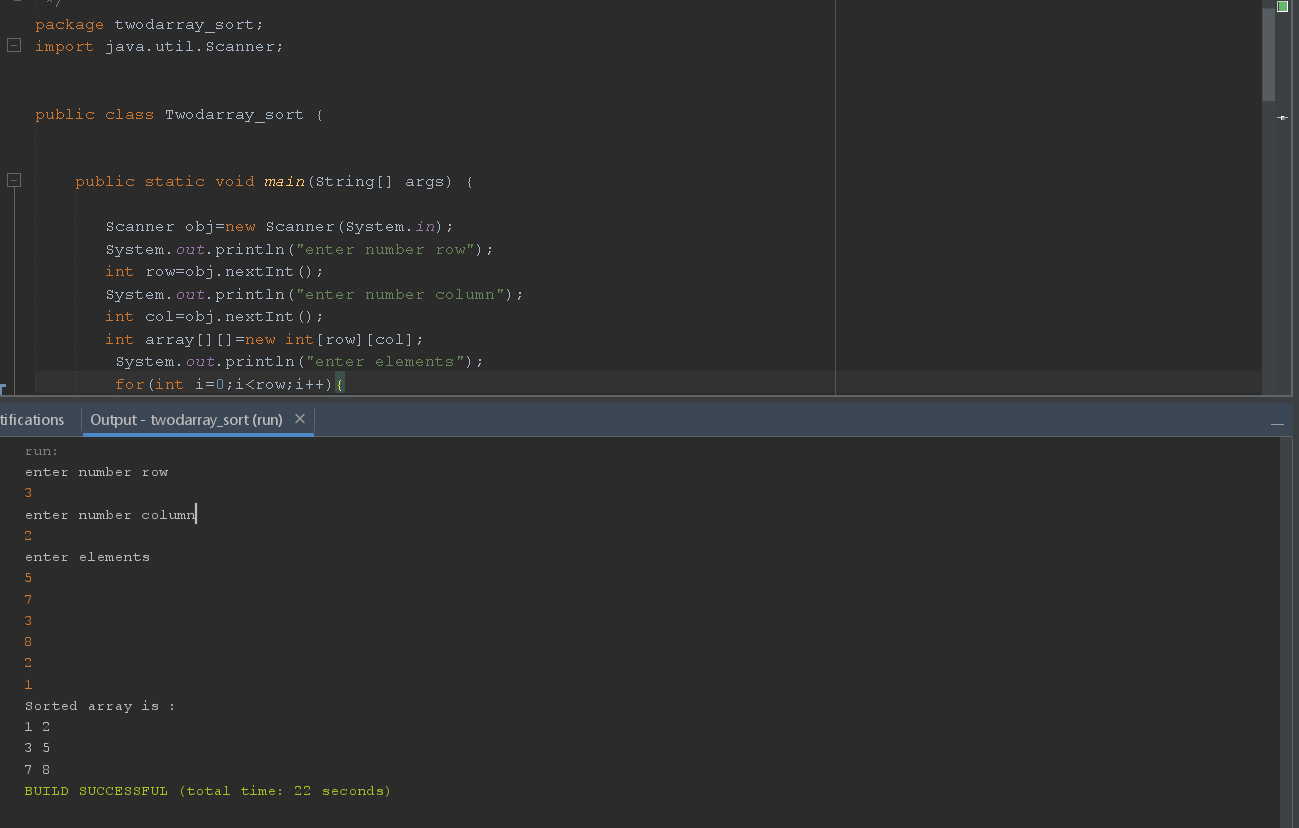 */
package twodarray_sort;
import java.util.Scanner;
public class Twodarray_sort {
public static void main(String[] args) {
Scanner obj=new Scanner(System.in);
System.out.println("enter number row");
int row=obj.nextInt();
System.out.println("enter number column");
int col=obj.nextInt();
int array[][]=new int[row][col];
System.out.println("enter elements");
for(int i=0;i<row;i++){
tifications Output - twodarray_sort (run)
run:
enter number row
3
enter number column
2
enter elements
5
7
3
8
2
1
Sorted array is :
1 2
3 5
7 8
BUILD SUCCESSFUL (total time: 22 seconds)